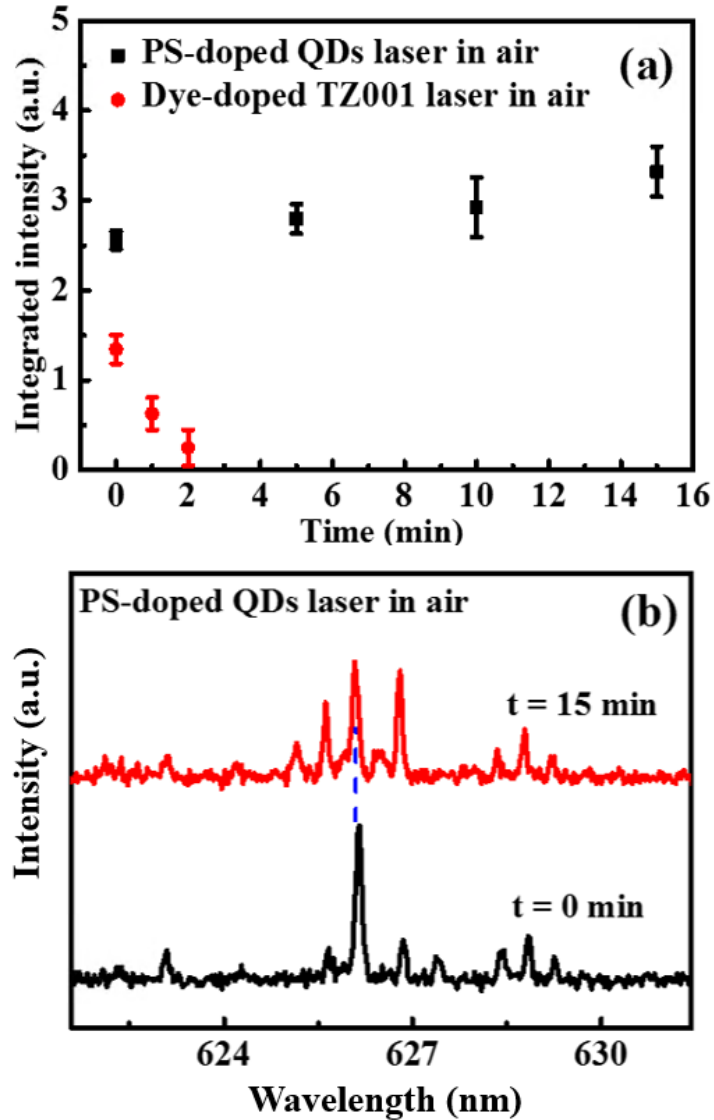 5
4
3
2
1
0
Integrated intensity (a.u.)
PS-doped QDs laser in air
(a)
Dye-doped TZ001 laser in air
0 2 4 6 8 10 12 14 16
Time (min)
PS-doped QDs laser in air
(b)
Intensity (a.u.)
t = 15 min
t = 0 min
624 627 630
Wavelength (nm)